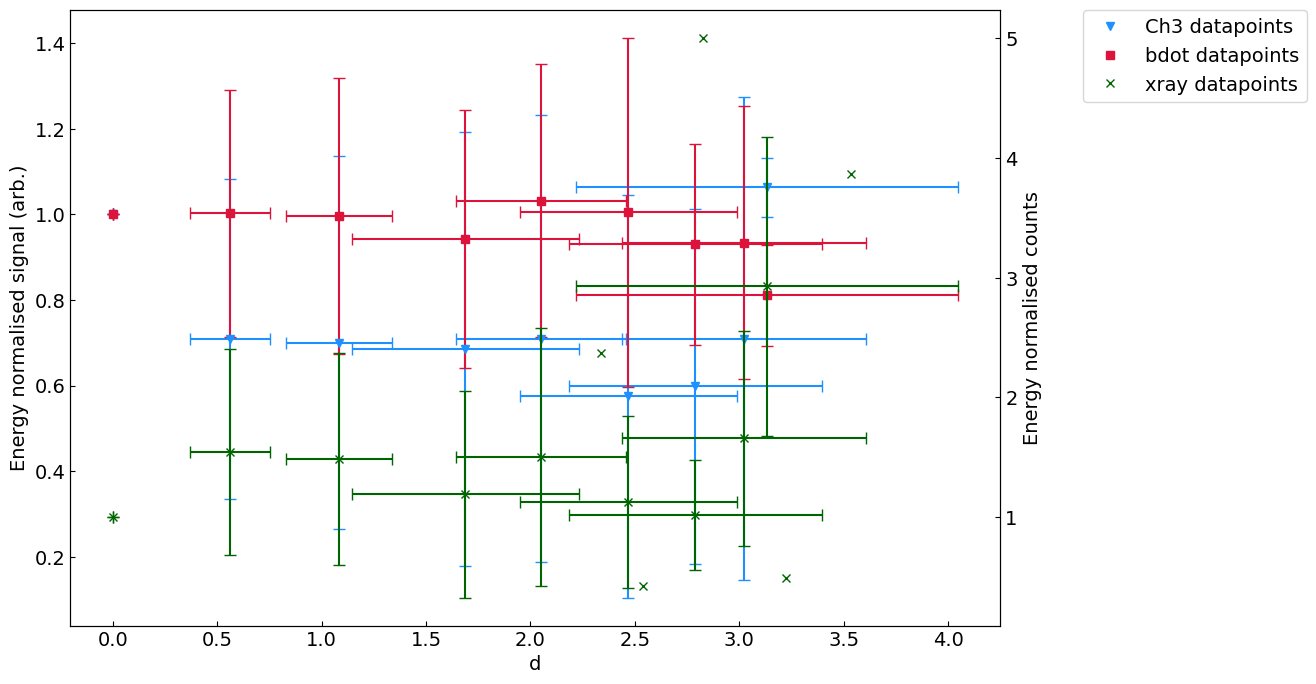 Energy normalised signal (arb.)
1.4
1.2
1.0
0.8
0.6
0.4
0.2
0.0 0.5 1.0 1.5 2.0 2.5 3.0 3.5 4.0
d
5
4
3
2
1
Energy normalised counts
Ch3 datapoints
bdot datapoints
xray datapoints